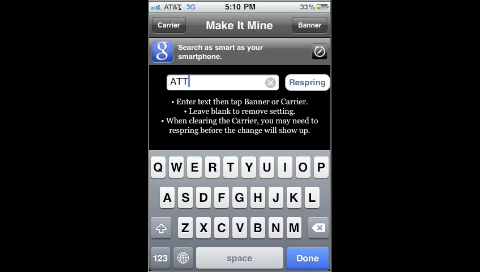 AT&T 3G 5:10 PM 33%
Carrier Make It Mine Banner
g Search as smart as your
smartphone.
ATT Respring
• Enter text then tap Banner or Carrier.
• Leave blank to remove setting.
• When clearing the Carrier, you may need to
respring before the change will show up.
Q W E R T Y U I O P
A S D F G H J K L
Z X C V B N M
123 space Done